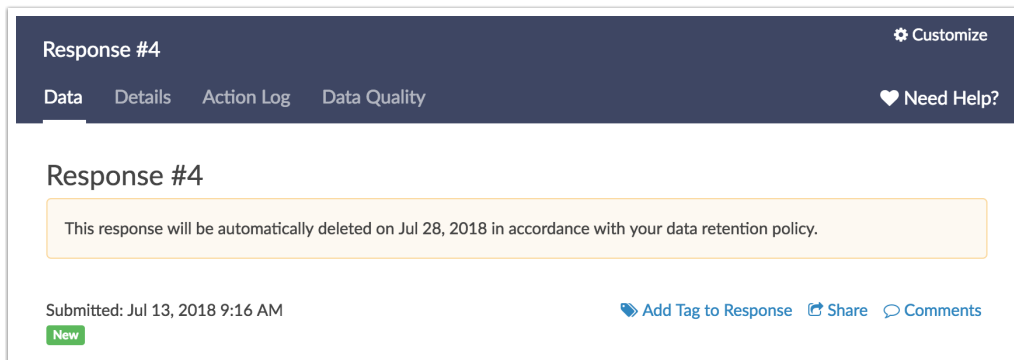 Response #4
Customize
Data Details Action Log Data Quality
Need Help?
Response #4
This response will be automatically deleted on Jul 28, 2018 in accordance with your data retention policy.
Submitted: Jul 13, 2018 9:16 AM
Add Tag to Response Share Comments
New